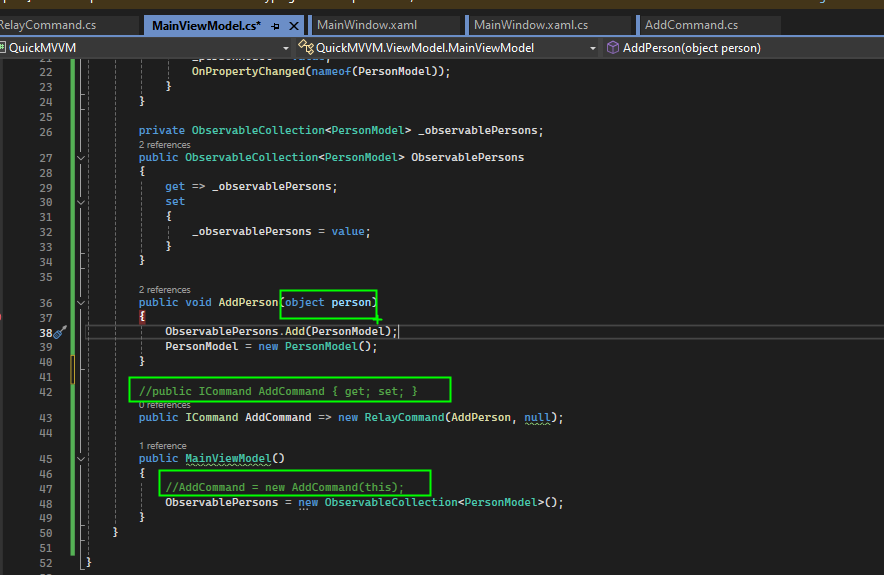 RelayCommand.cs MainViewModel.cs* MainWindow.xaml MainWindow.xaml.cs AddCommand.cs
QuickMVVM QuickMVVM.ViewModel.MainViewModel AddPerson(object person)
21
22 OnPropertyChanged(nameof(PersonModel));
23 }
24 }
25
26 private ObservableCollection<PersonModel> _observablePersons;
2 references
27 public ObservableCollection<PersonModel> ObservablePersons
28 {
29 get => _observablePersons;
30 set
31 {
32 _observablePersons = value;
33 }
34 }
35
2 references
36 public void AddPerson(object person)
37 {
38 ObservablePersons.Add(PersonModel);
39 PersonModel = new PersonModel();
40 }
41
42 //public ICommand AddCommand { get; set; }
0 references
43 public ICommand AddCommand => new RelayCommand(AddPerson, null);
44
1 reference
45 public MainViewModel()
46 {
47 //AddCommand = new AddCommand(this);
48 ObservablePersons = new ObservableCollection<PersonModel>();
49 }
50 }
51
52 }